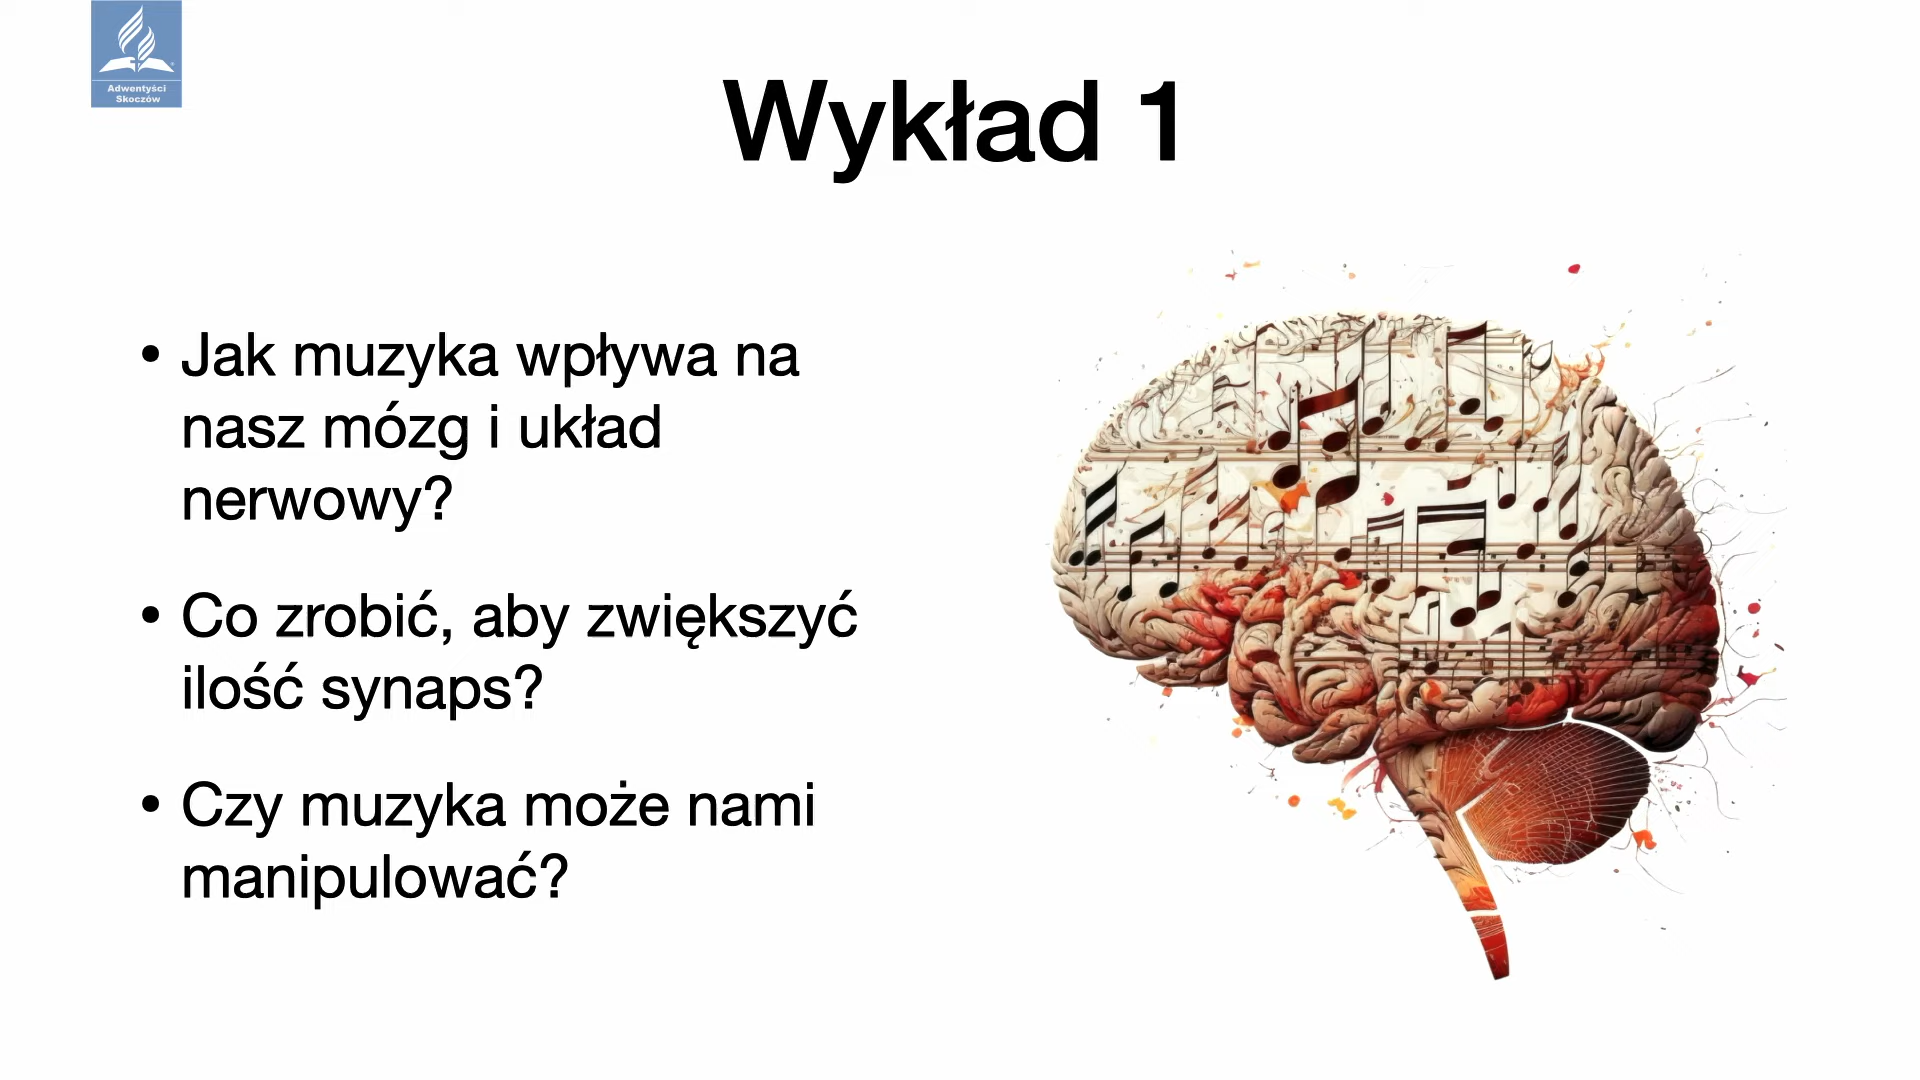 Adwentyści
Skoczów
Wykład 1
• Jak muzyka wpływa na
nasz mózg i układ
nerwowy?
• Co zrobić, aby zwiększyć
ilość synaps?
• Czy muzyka może nami
manipulować?